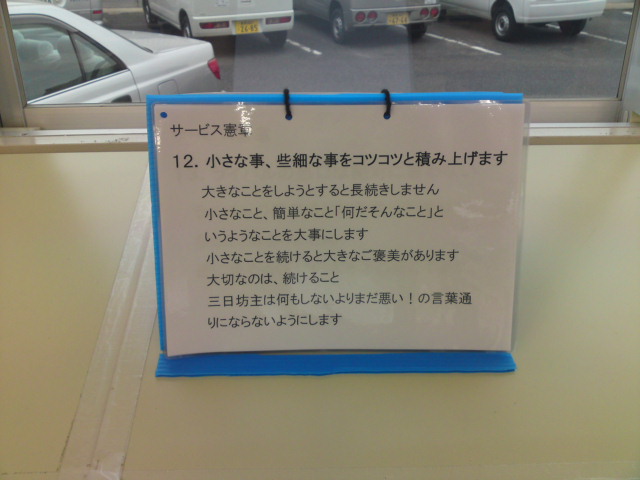 サービス憲章
12. 小さな事、些細な事をコツコツと積み上げます
大きなことをしようとすると長続きしません
小さなこと、簡単なこと「何だそんなこと」と
いうようなことを大事にします
小さなことを続けると大きなご褒美があります
大切なのは、続けること
三日坊主は何もしないよりまだ悪い！の言葉通
りにならないようにします